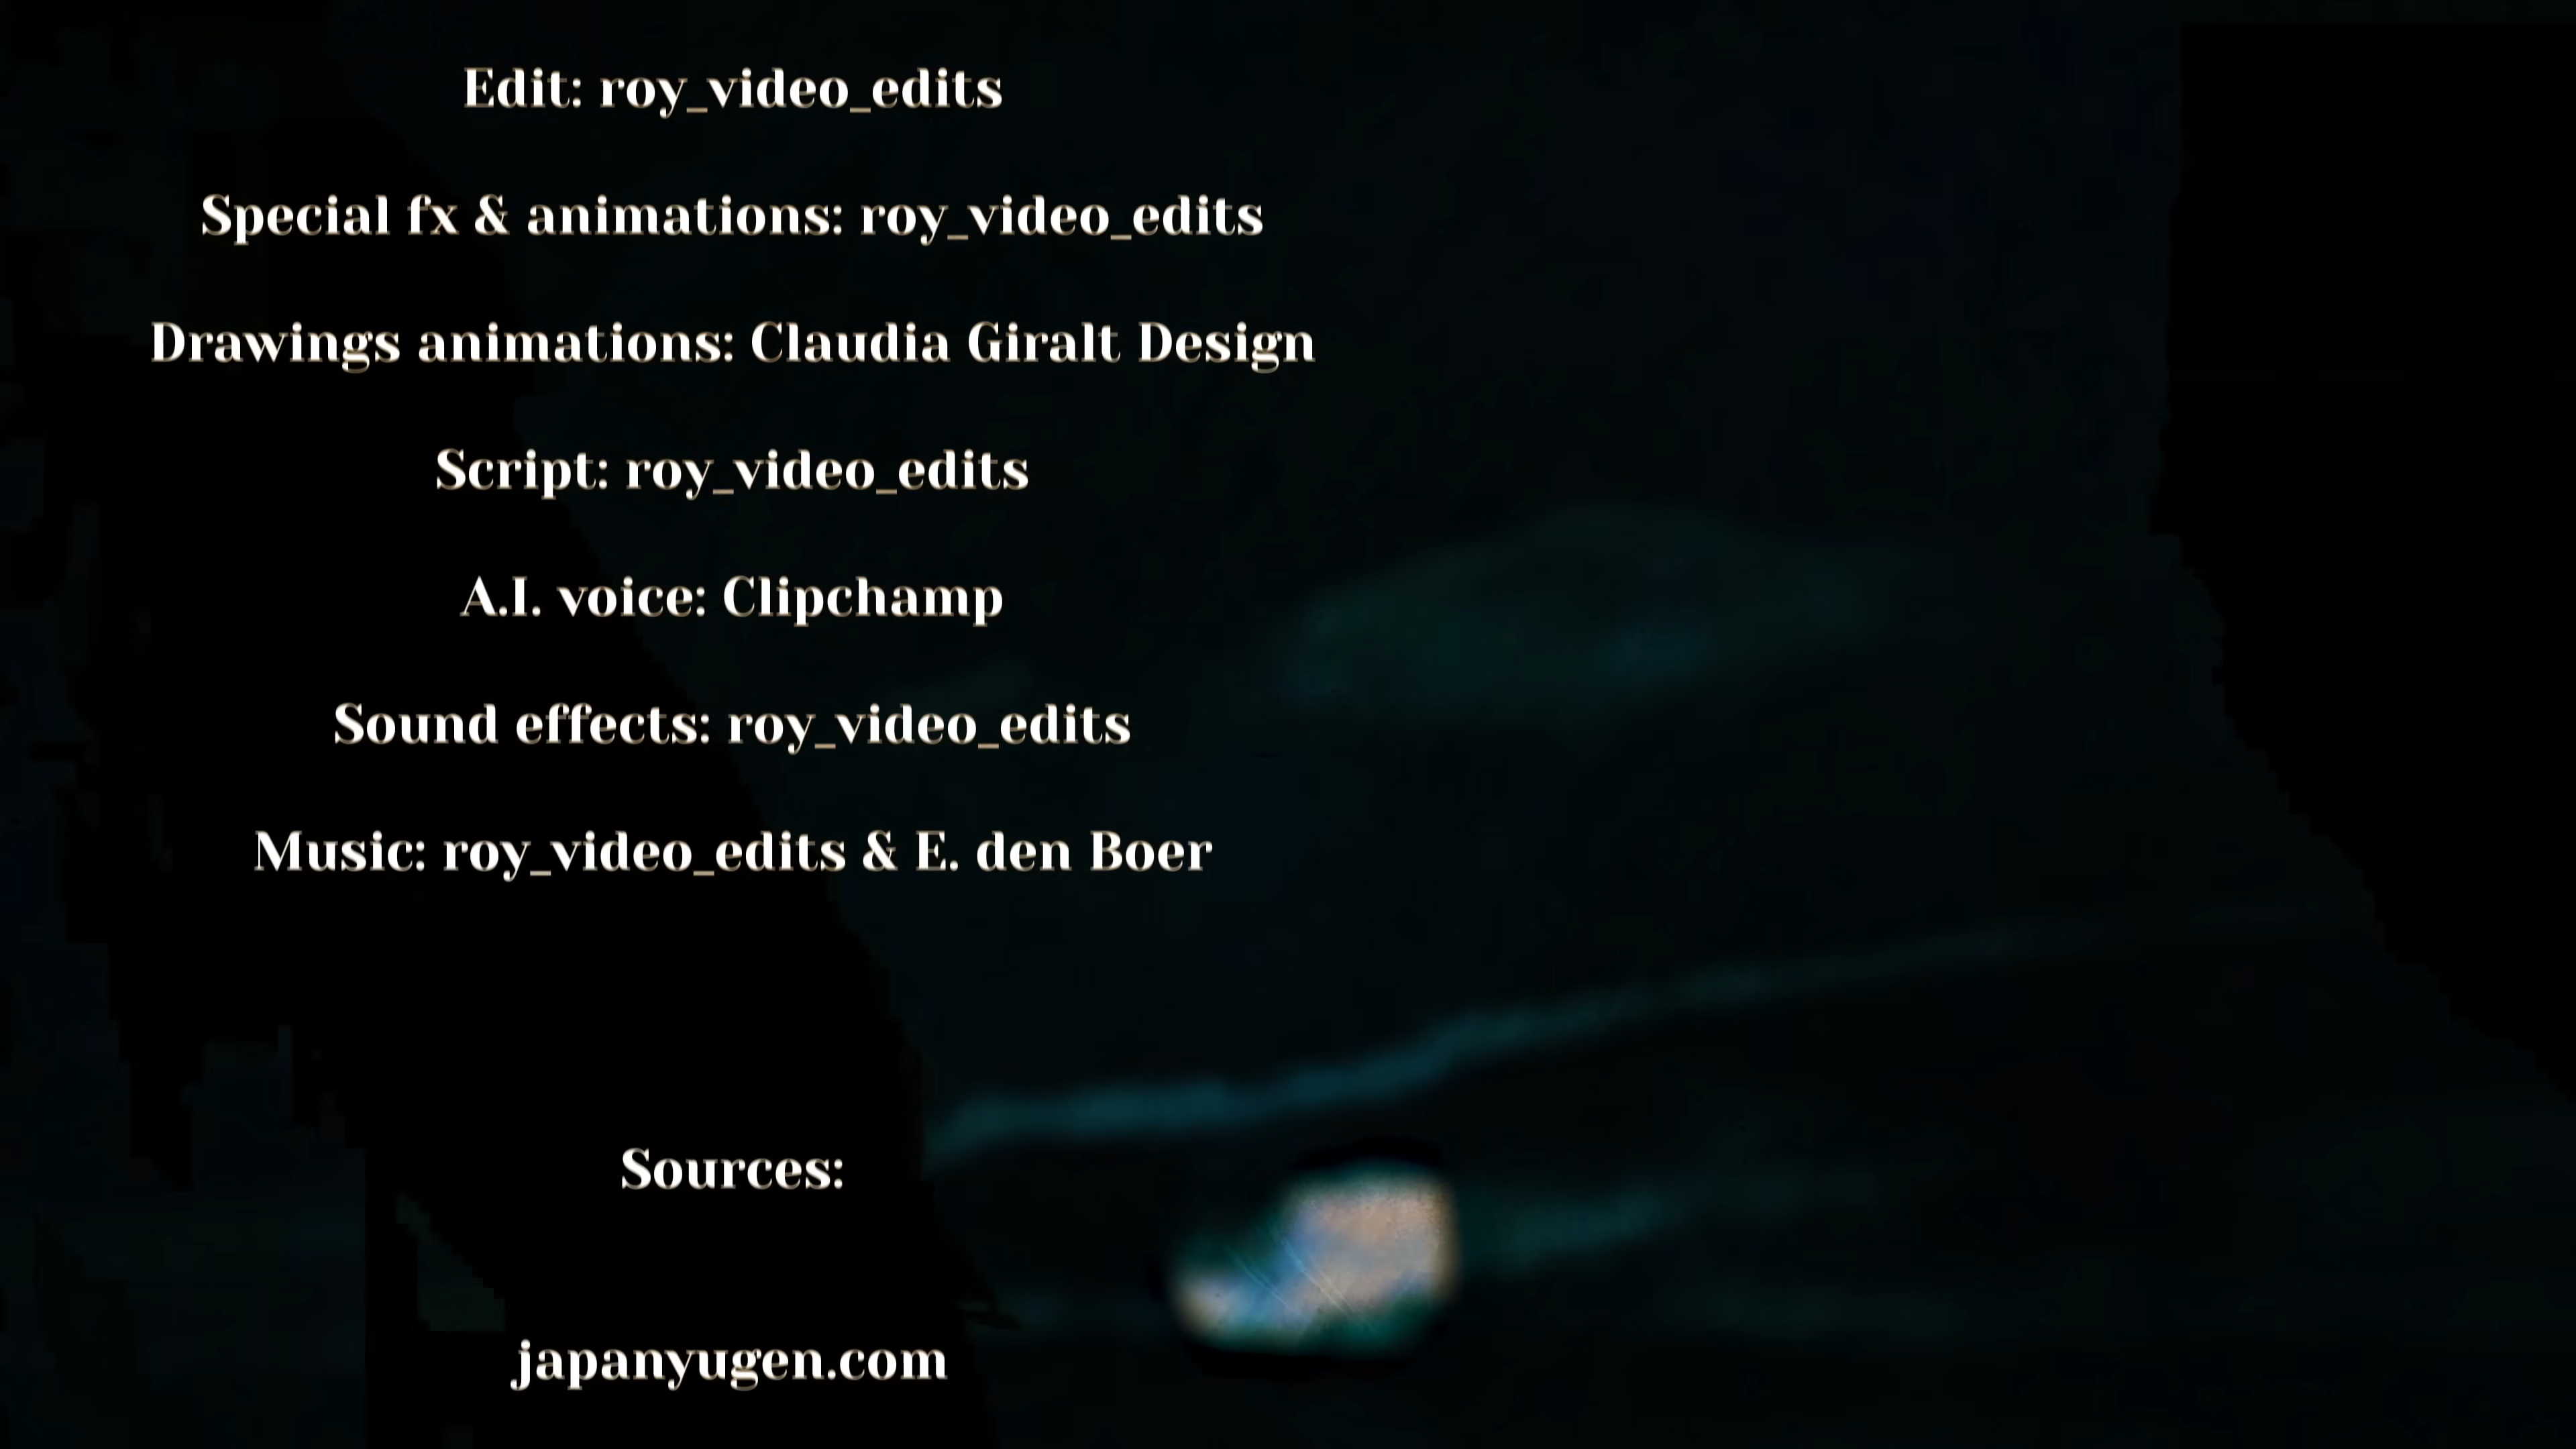 Edit: roy_video_edits
Special fx & animations: roy_video_edits
Drawings animations: Claudia Giralt Design
Script: roy_video_edits
A.I. voice: Clipchamp
Sound effects: roy_video_edits
Music: roy_video_edits & E. den Boer
Sources:
japanyugen.com